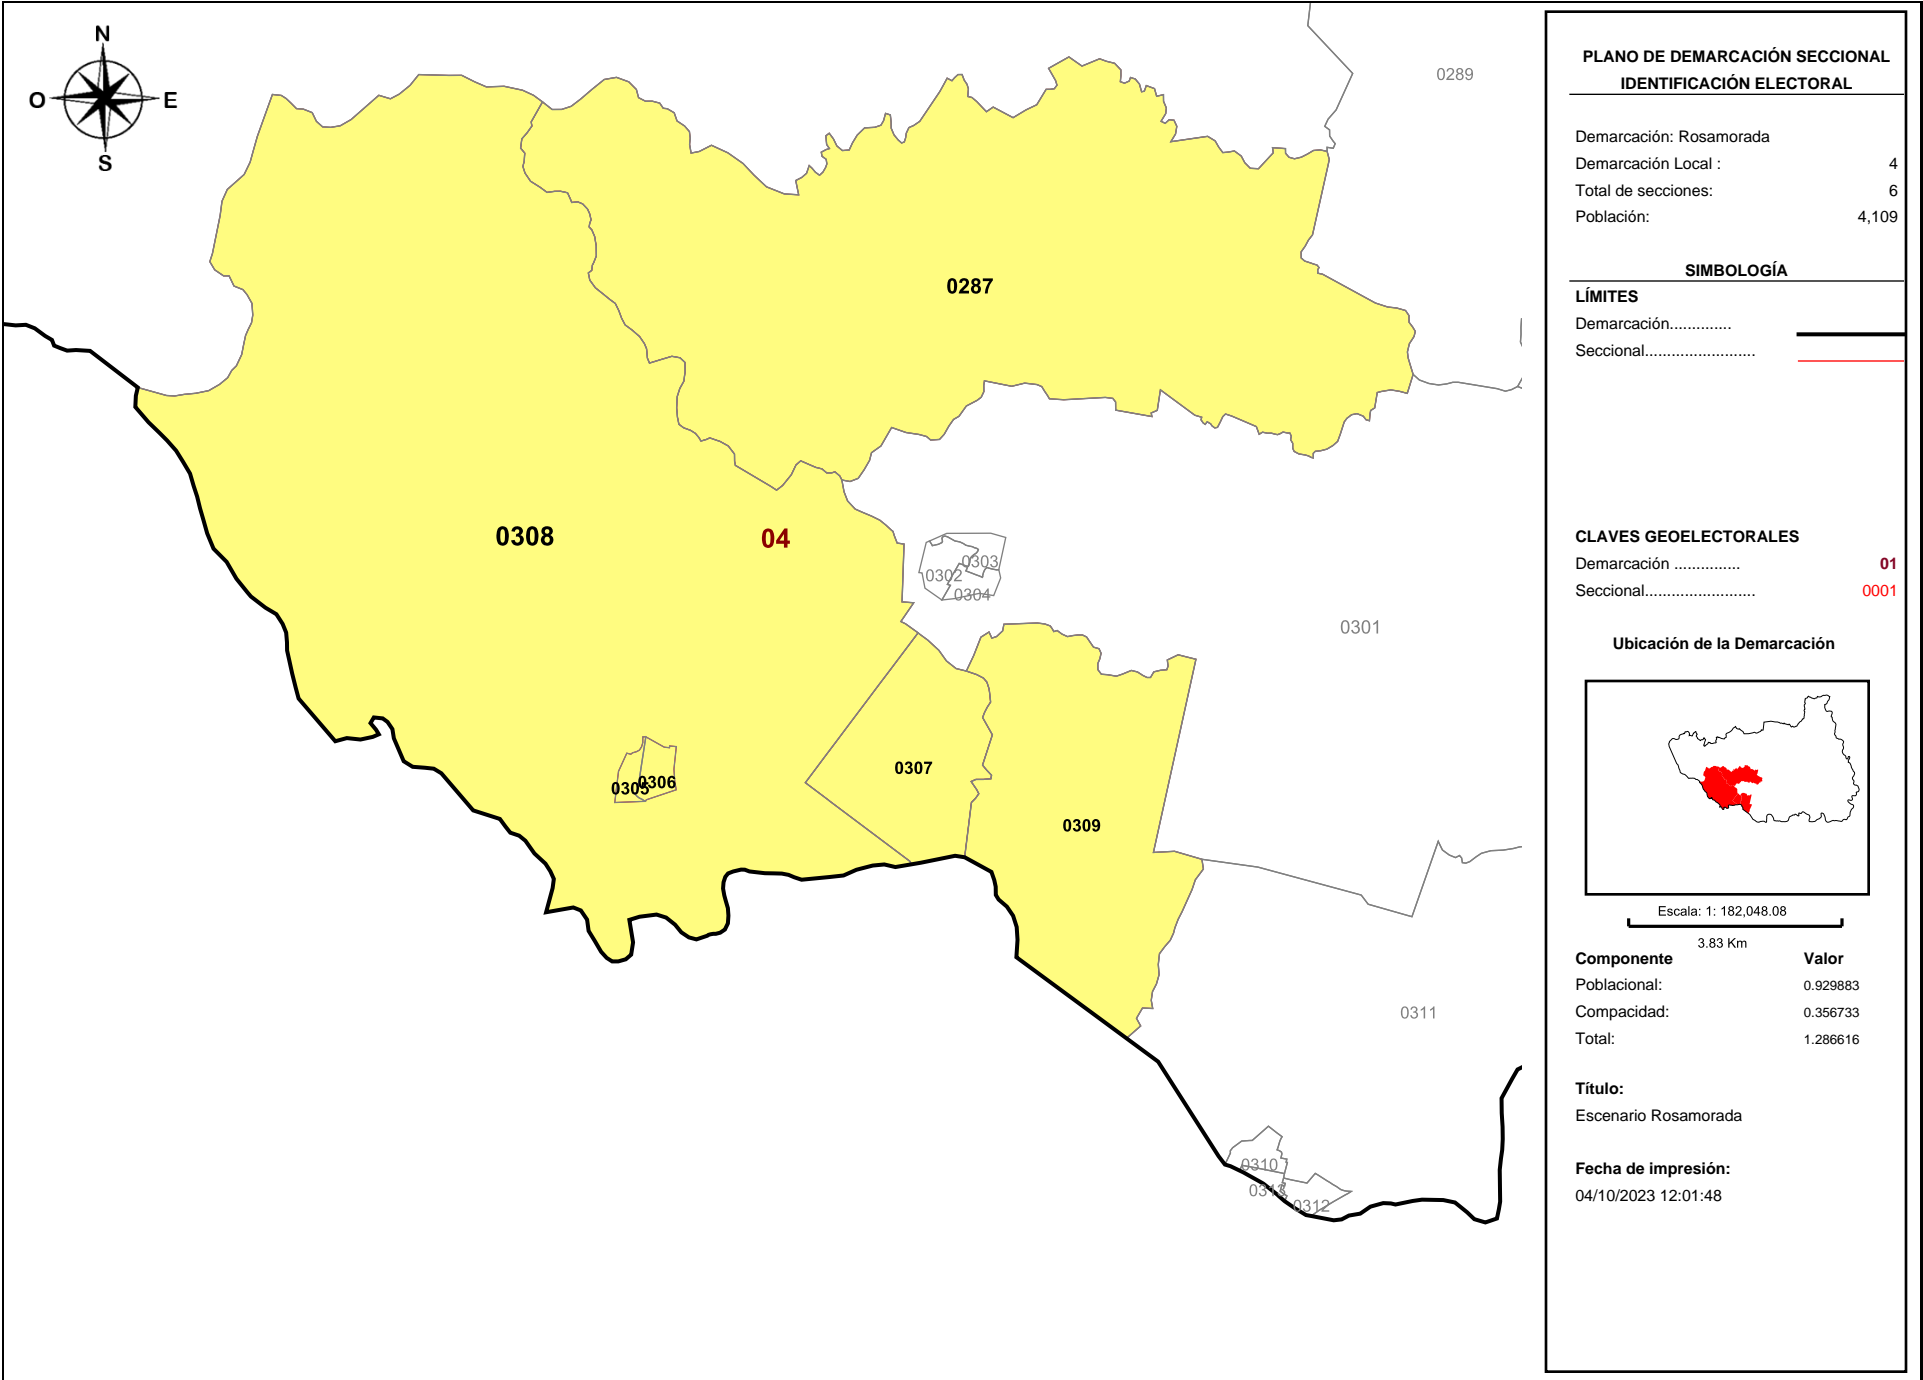 N
O E
S
0289
0287
0308
04
0303
0302
0304
0301
0307
0306
0305
0309
0311
0310
0313
0312
PLANO DE DEMARCACIÓN SECCIONAL
IDENTIFICACIÓN ELECTORAL
Demarcación: Rosamorada
Demarcación Local : 4
Total de secciones: 6
Población: 4,109
SIMBOLOGÍA
LÍMITES
Demarcación..............
Seccional.........................
CLAVES GEOELECTORALES
Demarcación ............... 01
Seccional......................... 0001
Ubicación de la Demarcación
Escala: 1: 182,048.08
3.83 Km
Componente Valor
Poblacional: 0.929883
Compacidad: 0.356733
Total: 1.286616
Título:
Escenario Rosamorada
Fecha de impresión:
04/10/2023 12:01:48